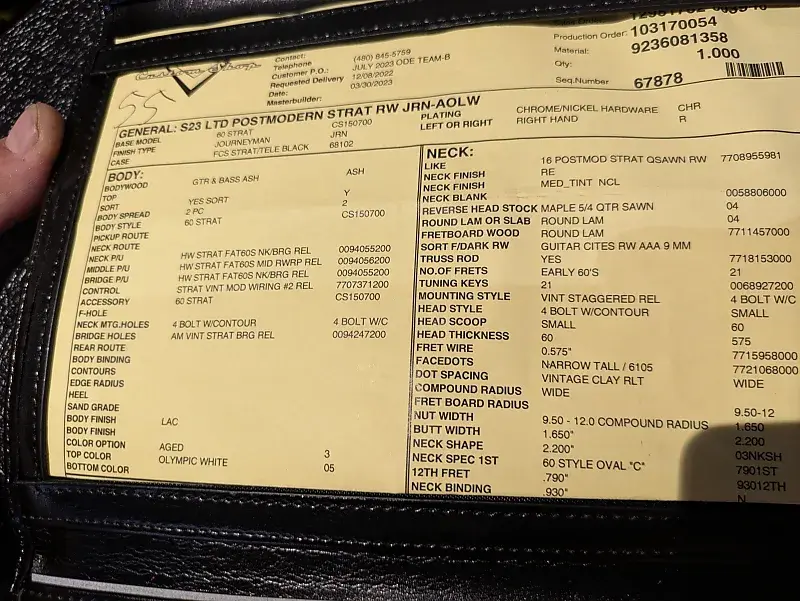 Custom Shop
55
Contact:
Telephone (480) 845-5759
Customer P.O.: JULY 2023 ODE TEAM-B
Requested Delivery 12/08/2022
Date: 03/30/2023
Masterbuilder:
Production Order: 103170054
Material: 9236081358
Qty: 1.000
Seq.Number 67878
GENERAL: S23 LTD POSTMODERN STRAT RW JRN-AOLW
BASE MODEL 60 STRAT CS150700
FINISH TYPE JOURNEYMAN JRN
CASE FCS STRAT/TELE BLACK 68102
PLATING CHROME/NICKEL HARDWARE CHR
LEFT OR RIGHT RIGHT HAND R
BODY:
BODYWOOD GTR & BASS ASH ASH
TOP
SORT YES SORT Y
BODY SPREAD 2 PC 2
BODY STYLE 60 STRAT CS150700
PICKUP ROUTE
NECK ROUTE
NECK P/U HW STRAT FAT60S NK/BRG REL 0094055200
MIDDLE P/U HW STRAT FAT60S MID RWRP REL 0094056200
BRIDGE P/U HW STRAT FAT60S NK/BRG REL 0094055200
CONTROL STRAT VINT MOD WIRING #2 REL 7707371200
ACCESSORY 60 STRAT CS150700
F-HOLE
NECK MTG.HOLES 4 BOLT W/CONTOUR 4 BOLT W/C
BRIDGE HOLES AM VINT STRAT BRG REL 0094247200
REAR ROUTE
BODY BINDING
CONTOURS
EDGE RADIUS
HEEL
SAND GRADE
BODY FINISH LAC
BODY FINISH
COLOR OPTION AGED
TOP COLOR OLYMPIC WHITE 3
BOTTOM COLOR 05
NECK:
LIKE 16 POSTMOD STRAT QSAWN RW 7708955981
NECK FINISH RE
NECK FINISH MED_TINT NCL
NECK BLANK 0058806000
REVERSE HEAD STOCK MAPLE 5/4 QTR SAWN 04
ROUND LAM OR SLAB ROUND LAM 04
FRETBOARD WOOD ROUND LAM 7711457000
SORT F/DARK RW GUITAR CITES RW AAA 9 MM
TRUSS ROD YES 7718153000
NO.OF FRETS EARLY 60'S 21
TUNING KEYS 21 0068927200
MOUNTING STYLE VINT STAGGERED REL 4 BOLT W/C
HEAD STYLE 4 BOLT W/CONTOUR SMALL
HEAD SCOOP SMALL 60
HEAD THICKNESS 60 575
FRET WIRE 0.575" 7715958000
FACEDOTS NARROW TALL / 6105 7721068000
DOT SPACING VINTAGE CLAY RLT WIDE
COMPOUND RADIUS WIDE
FRET BOARD RADIUS
NUT WIDTH 9.50 - 12.0 COMPOUND RADIUS 9.50-12
BUTT WIDTH 1.650" 1.650
NECK SHAPE 2.200" 2.200
NECK SPEC 1ST 60 STYLE OVAL "C" 03NKSH
12TH FRET .790" 7901ST
NECK BINDING .930" 93012TH
N